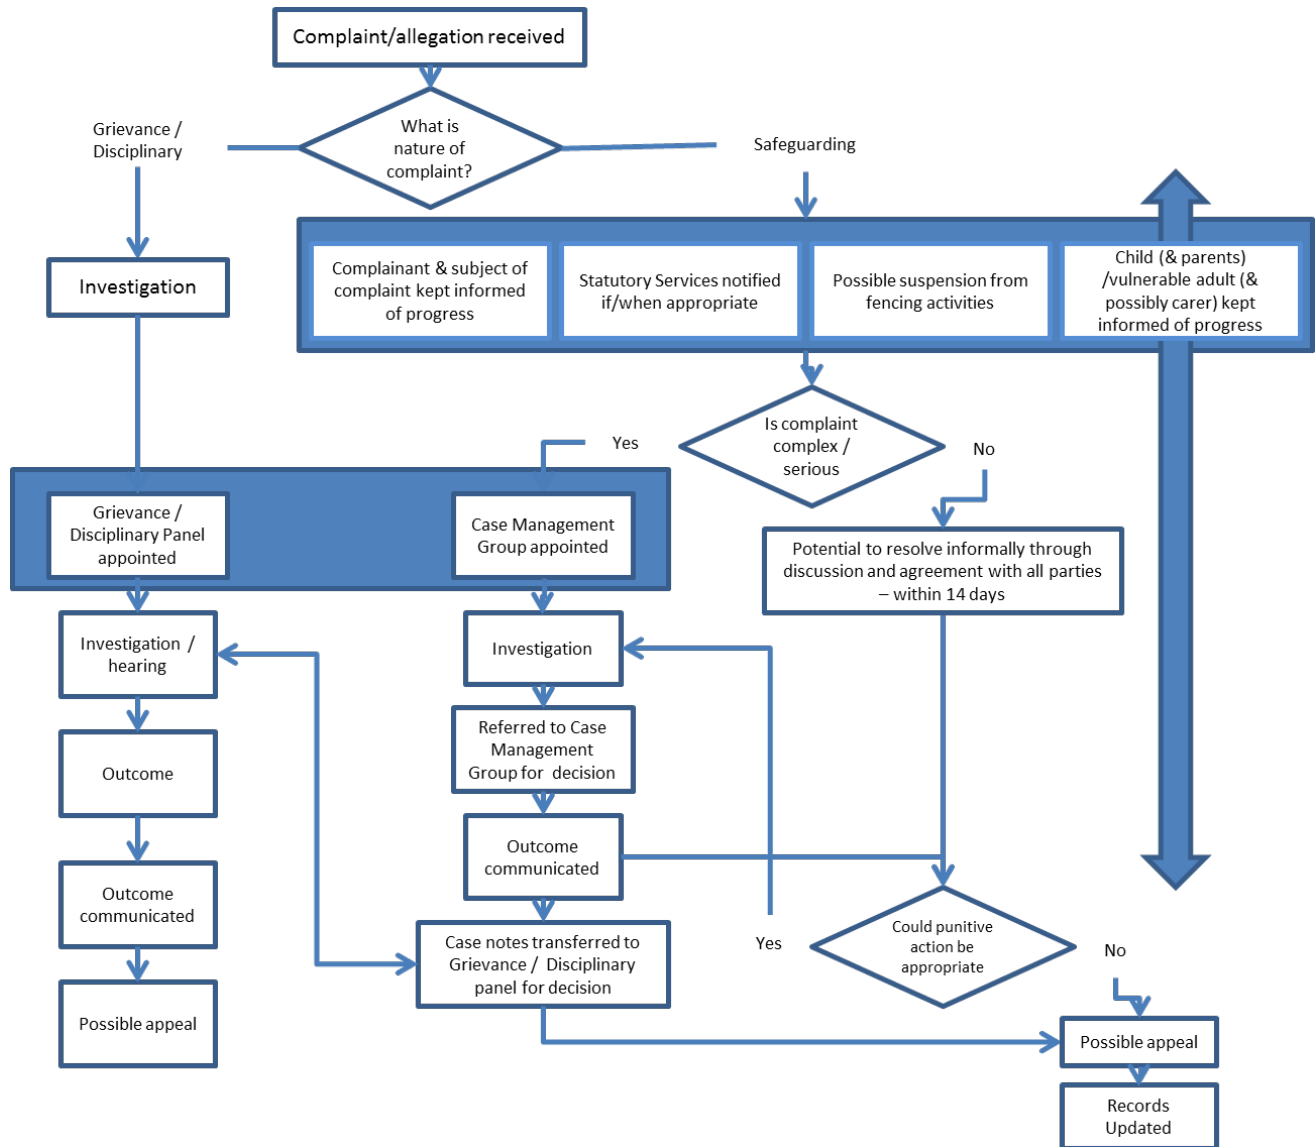 Complaint/allegation received
What is
nature of
complaint?
Grievance /
Disciplinary
Safeguarding
Investigation
Complainant & subject of
complaint kept informed
of progress
Statutory Services notified
if/when appropriate
Possible suspension from
fencing activities
Child (& parents)
/vulnerable adult (&
possibly carer) kept
informed of progress
Is complaint
complex /
serious
Yes
No
Grievance /
Disciplinary Panel
appointed
Case Management
Group appointed
Potential to resolve informally through
discussion and agreement with all parties
– within 14 days
Investigation /
hearing
Investigation
Referred to Case
Management
Group for decision
Outcome
Outcome
communicated
Outcome
communicated
Case notes transferred to
Grievance / Disciplinary
panel for decision
Yes
Could punitive
action be
appropriate
No
Possible appeal
Possible appeal
Records
Updated